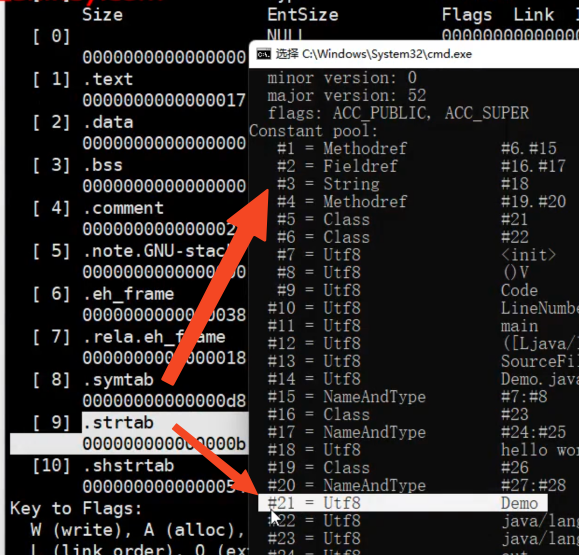 Size EntSize Flags Link
[ 0] NULL
0000000000000000 000000000000
[ 1] .text
0000000000000017
[ 2] .data
0000000000000000
[ 3] .bss
0000000000000000
[ 4] .comment
[ 5] .note.GNU-stack
[ 6] .eh_frame
0000000000000038
[ 7] .rela.eh_frame
0000000000000018
[ 8] .symtab
00000000000000d8
[ 9] .strtab
000000000000000b
[10] .shstrtab
Key to Flags:
W (write), A (alloc),
L (link order), O (ex
选择 C:\Windows\System32\cmd.exe
minor version: 0
major version: 52
flags: ACC_PUBLIC, ACC_SUPER
Constant pool:
#1 = Methodref #6.#15
#2 = Fieldref #16.#17
#3 = String #18
#4 = Methodref #19.#20
#5 = Class #21
#6 = Class #22
#7 = Utf8 <init>
#8 = Utf8 ()V
#9 = Utf8 Code
#10 = Utf8 LineNumbe
#11 = Utf8 main
#12 = Utf8 ([Ljava/l
#13 = Utf8 SourceFil
#14 = Utf8 Demo.java
#15 = NameAndType #7:#8
#16 = Class #23
#17 = NameAndType #24:#25
#18 = Utf8 hello wor
#19 = Class #26
#20 = NameAndType #27:#28
#21 = Utf8 Demo
#22 = Utf8 java/lang
#23 = Utf8 java/lang